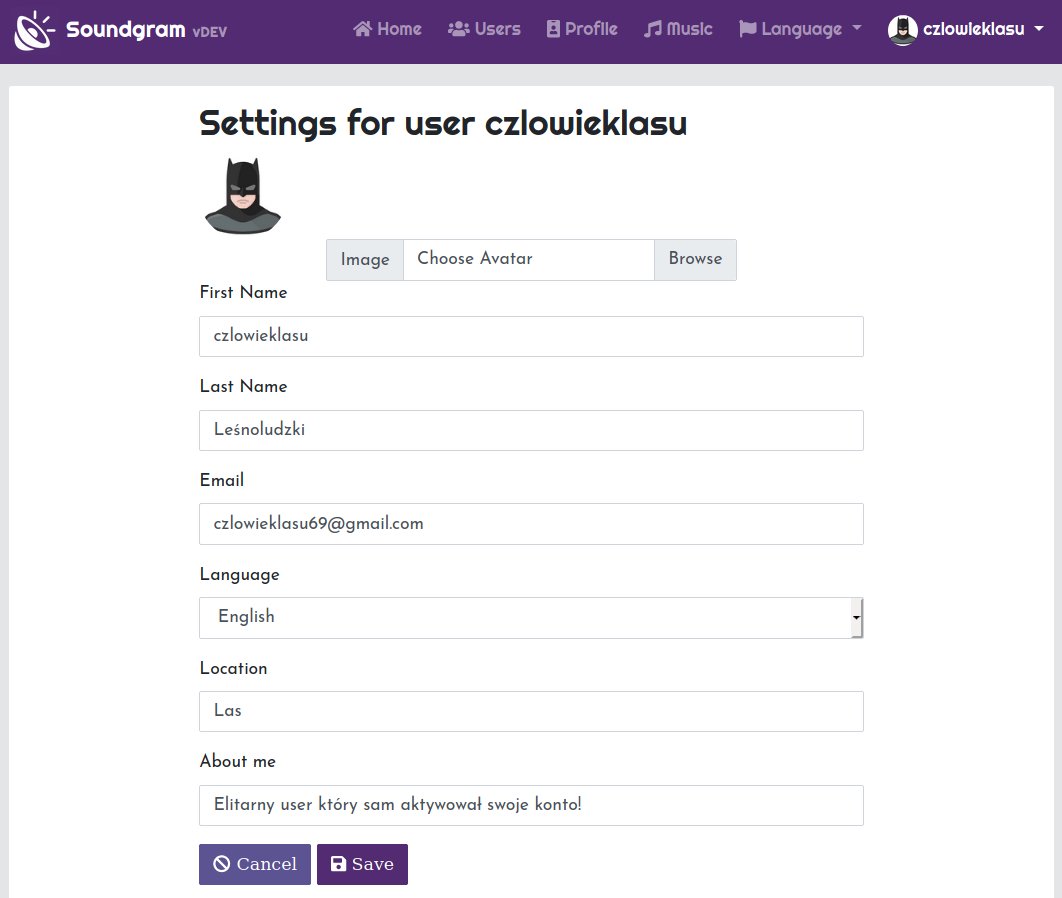 Soundgram vDEV Home Users Profile Music Language czlowieklasu
Settings for user czlowieklasu
Image Choose Avatar Browse
First Name
czlowieklasu
Last Name
Leśnoludzki
Email
czlowieklasu69@gmail.com
Language
English
Location
Las
About me
Elitarny user który sam aktywował swoje konto!
Cancel Save